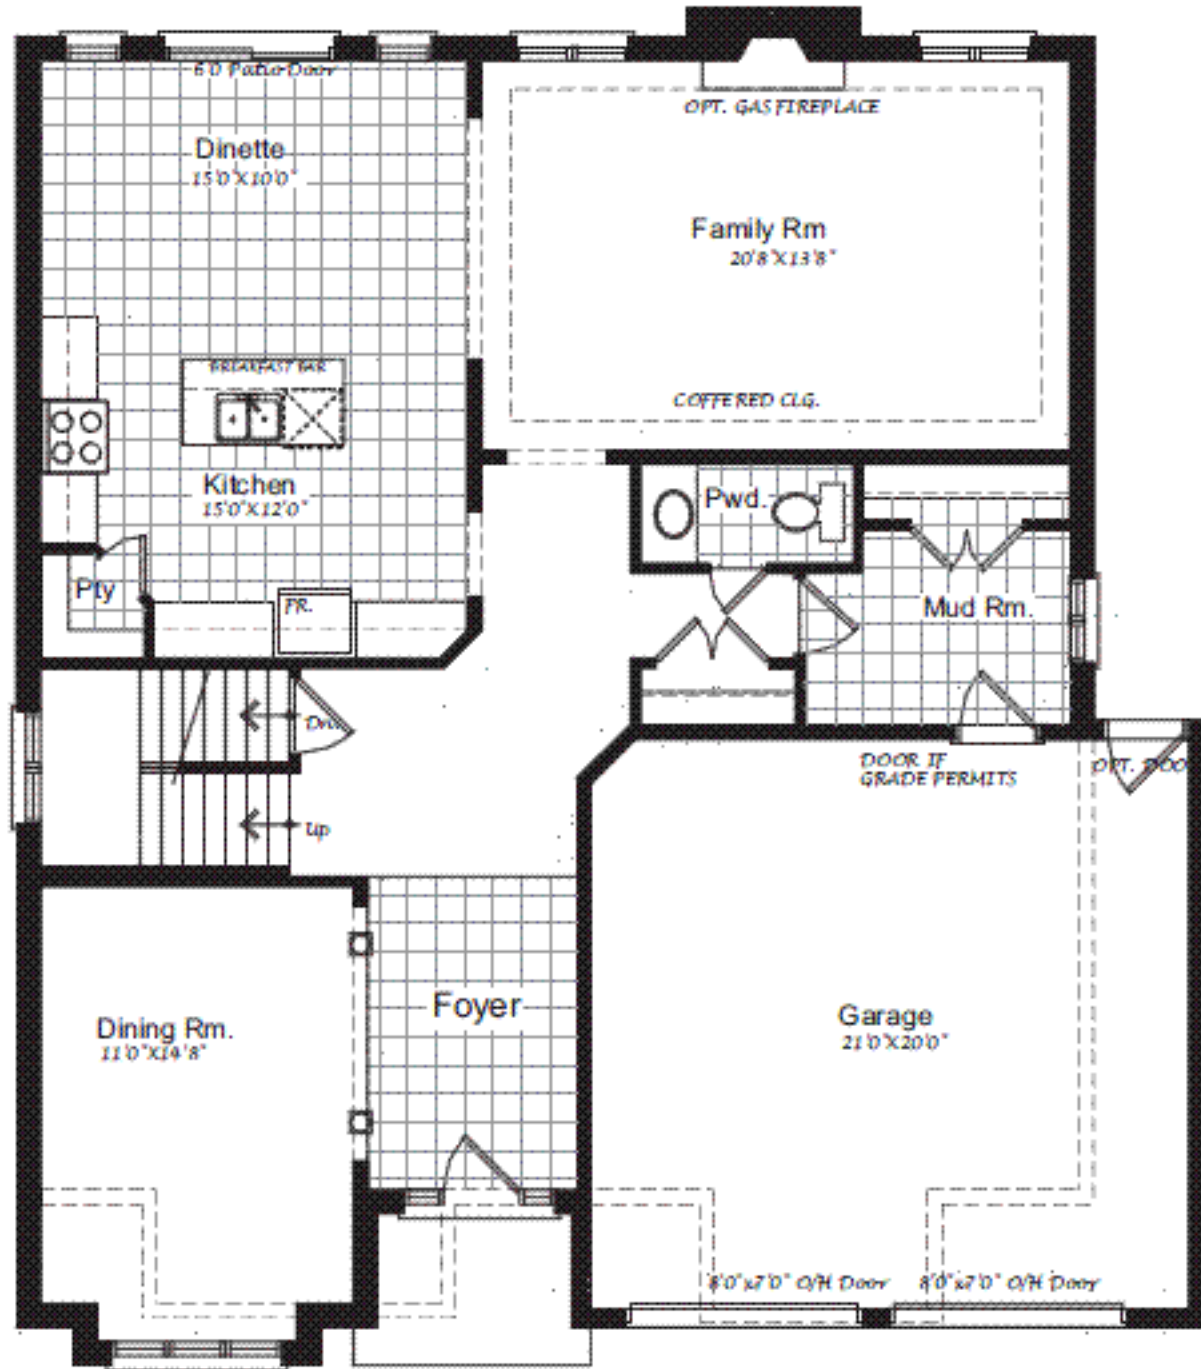 6'0 Patio Door
OPT. GAS FIREPLACE
Dinette
15'0"X10'0"
Family Rm
20'8"X13'8"
BREAKFAST BAR
COFFERED CLG.
Kitchen
15'0"X12'0"
Pwd.
Pty
FR.
Mud Rm.
Dn
DOOR IF
GRADE PERMITS
OPT. DOO
Up
Foyer
Dining Rm.
11'0"X14'8"
Garage
21'0"X20'0"
8'0"x7'0" O/H Door
8'0"x7'0" O/H Door